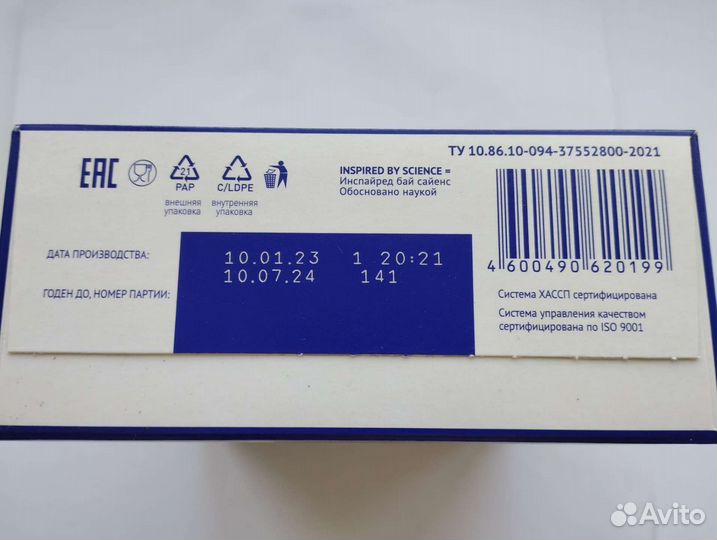 ТУ 10.86.10-094-37552800-2021
EAC
21
PAP
внешняя
упаковка
C/LDPE
внутренняя
упаковка
INSPIRED BY SCIENCE =
Инспайред бай сайенс
Обосновано наукой
4 600490 620199
ДАТА ПРОИЗВОДСТВА:
10.01.23 1 20:21
ГОДЕН ДО, НОМЕР ПАРТИИ:
10.07.24 141
Система ХАССП сертифицирована
Система управления качеством
сертифицирована по ISO 9001
Avito